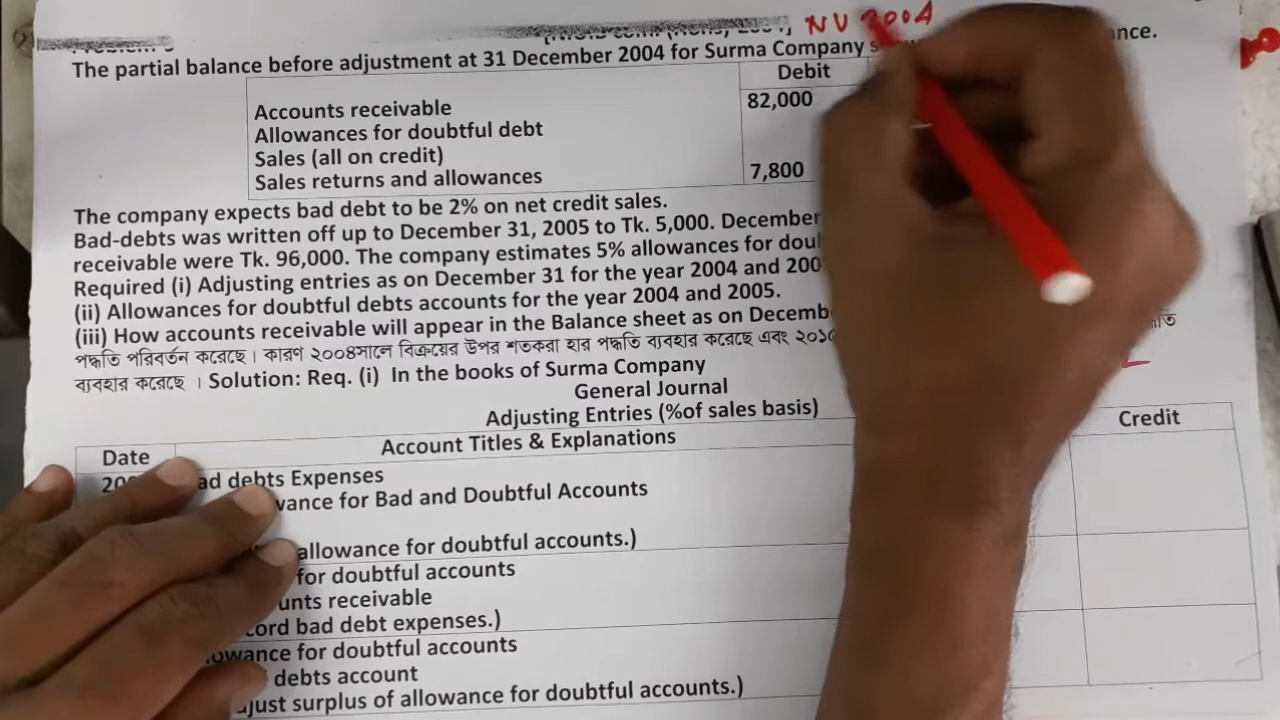 NU 2004
The partial balance before adjustment at 31 December 2004 for Surma Company
nce.
Debit
Accounts receivable 82,000
Allowances for doubtful debt
Sales (all on credit)
Sales returns and allowances 7,800
The company expects bad debt to be 2% on net credit sales.
Bad-debts was written off up to December 31, 2005 to Tk. 5,000. December
receivable were Tk. 96,000. The company estimates 5% allowances for doul
Required (i) Adjusting entries as on December 31 for the year 2004 and 200
(ii) Allowances for doubtful debts accounts for the year 2004 and 2005.
(iii) How accounts receivable will appear in the Balance sheet as on Decemb
পদ্ধতি পরিবর্তন করেছে। কারণ ২০০৪সালে বিক্রয়ের উপর শতকরা হার পদ্ধতি ব্যবহার করেছে এবং
ব্যবহার করেছে । Solution: Req. (i) In the books of Surma Company
General Journal
Adjusting Entries (%of sales basis)
Date Account Titles & Explanations Credit
200 ad debts Expenses
wance for Bad and Doubtful Accounts
allowance for doubtful accounts.)
for doubtful accounts
unts receivable
cord bad debt expenses.)
owance for doubtful accounts
debts account
djust surplus of allowance for doubtful accounts.)